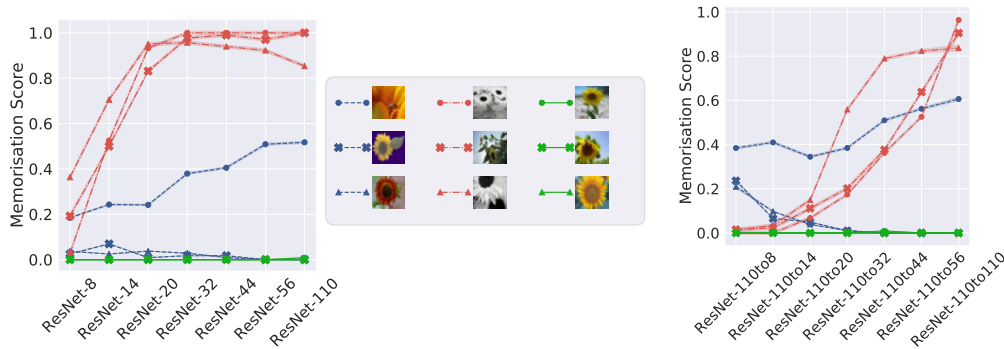 Memorisation Score
1.0
0.8
0.6
0.4
0.2
0.0
ResNet-8
ResNet-14
ResNet-20
ResNet-32
ResNet-44
ResNet-56
ResNet-110
Memorisation Score
1.0
0.8
0.6
0.4
0.2
0.0
ResNet-110to8
ResNet-110to14
ResNet-110to20
ResNet-110to32
ResNet-110to44
ResNet-110to56
ResNet-110to110